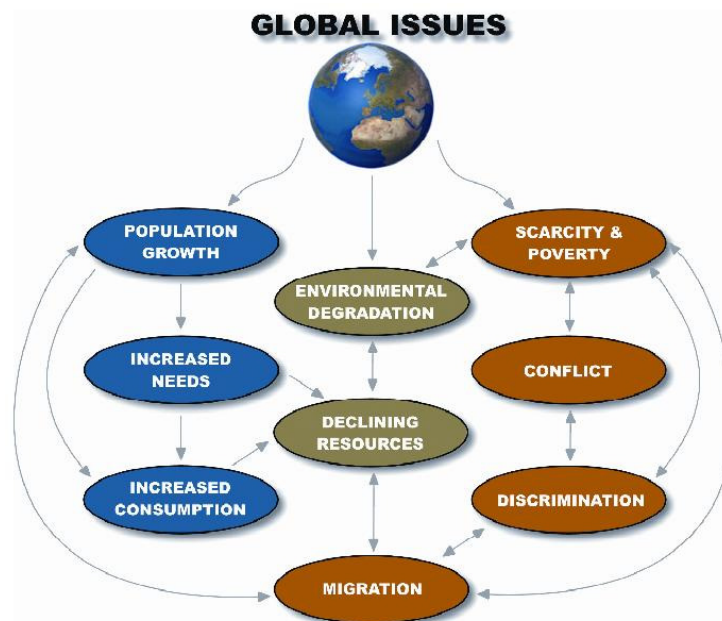 GLOBAL ISSUES
POPULATION
GROWTH
SCARCITY &
POVERTY
ENVIRONMENTAL
DEGRADATION
INCREASED
NEEDS
CONFLICT
DECLINING
RESOURCES
INCREASED
CONSUMPTION
DISCRIMINATION
MIGRATION